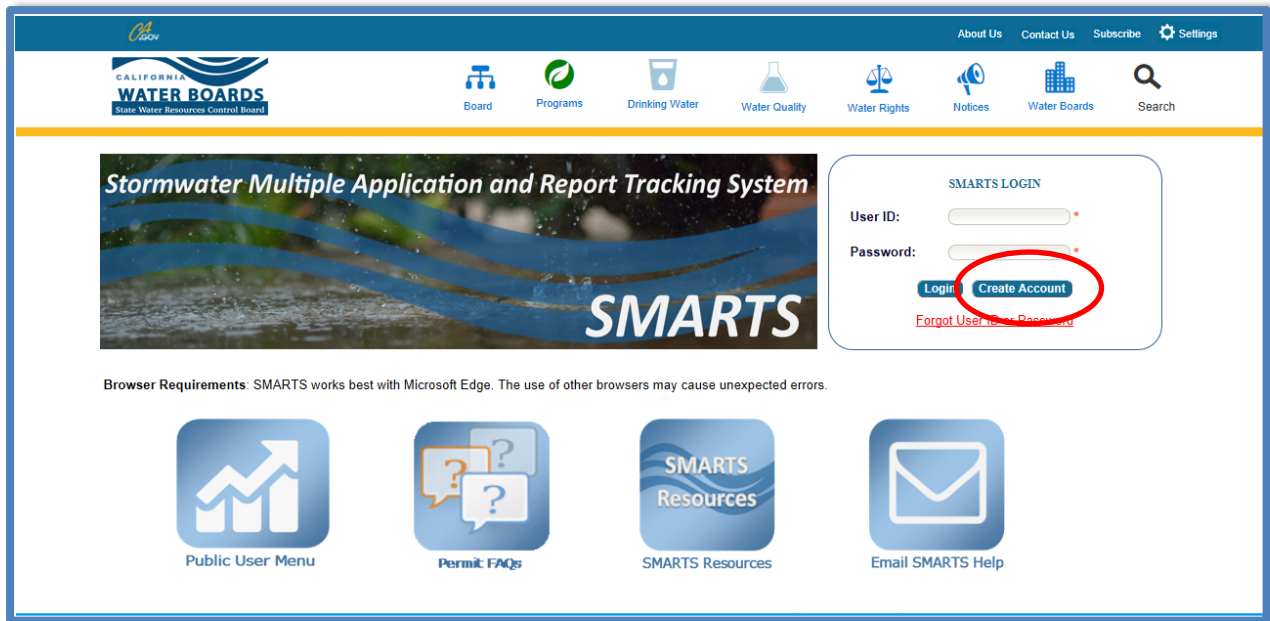 CA.GOV
About Us Contact Us Subscribe Settings
CALIFORNIA
WATER BOARDS
State Water Resources Control Board
Board Programs Drinking Water Water Quality Water Rights Notices Water Boards Search
Stormwater Multiple Application and Report Tracking System
SMARTS
SMARTS LOGIN
User ID: *
Password: *
Login Create Account
Forgot User ID or Password
Browser Requirements: SMARTS works best with Microsoft Edge. The use of other browsers may cause unexpected errors.
? ? ?
SMARTS
Resources
Public User Menu Permit FAQs SMARTS Resources Email SMARTS Help